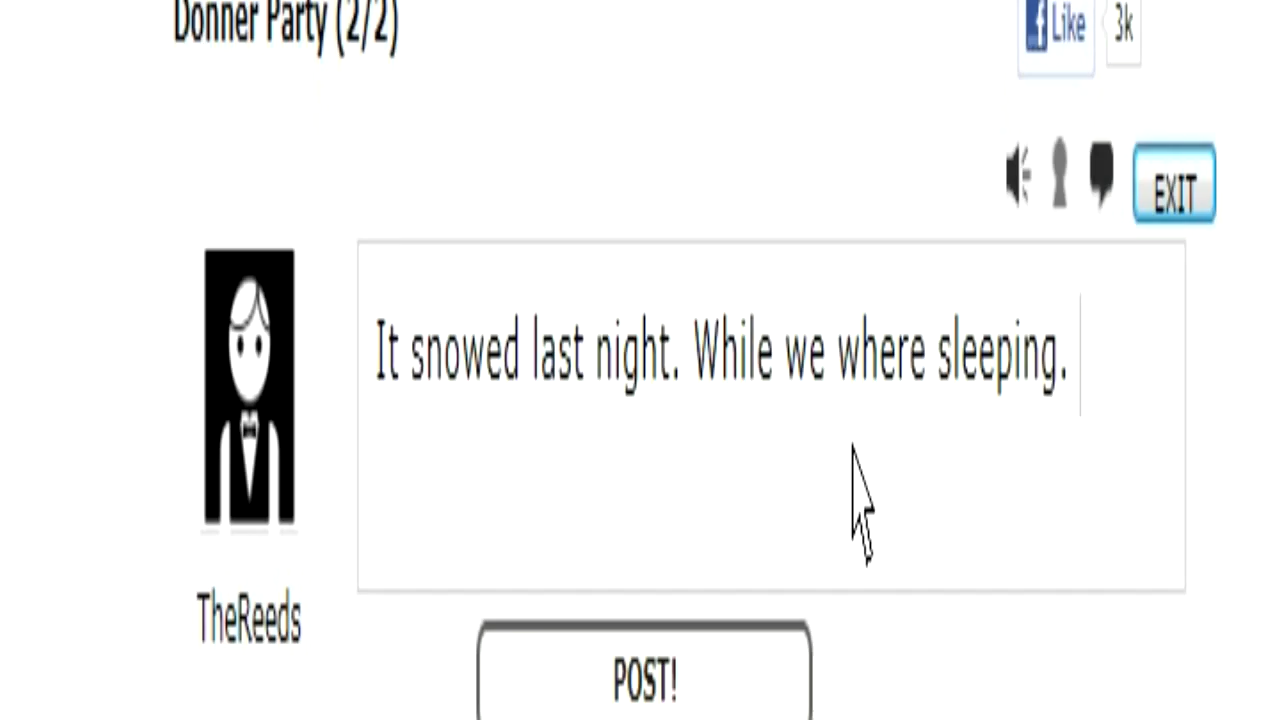 Donner Party (2/2)
Like 3k
EXIT
It snowed last night. While we where sleeping.
TheReeds
POST!